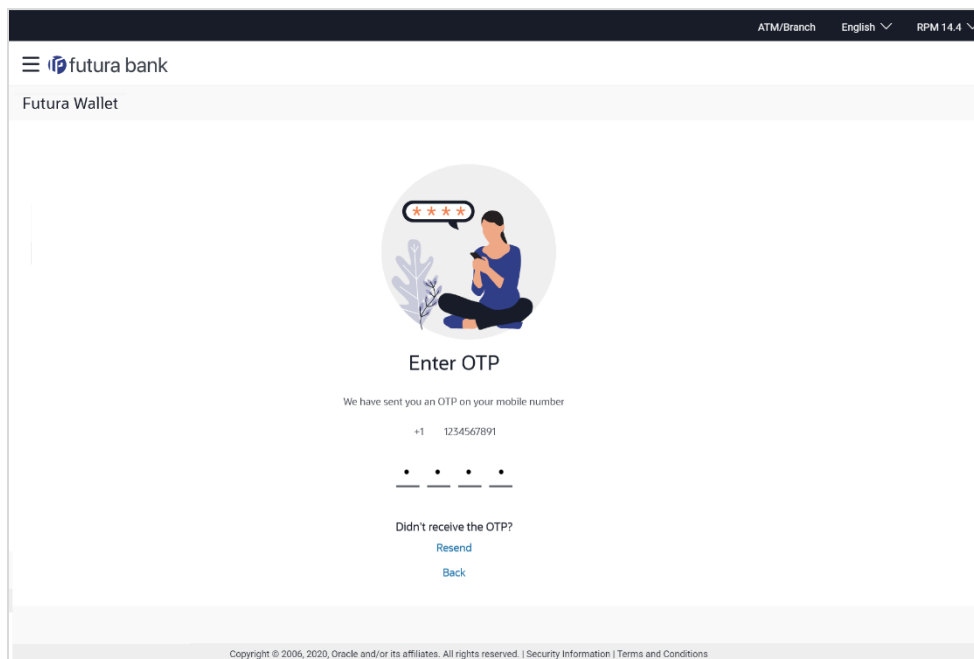 ATM/Branch English RPM 14.4
futura bank
Futura Wallet
* * * *
Enter OTP
We have sent you an OTP on your mobile number
+1 1234567891
Didn't receive the OTP?
Resend
Back
Copyright © 2006, 2020, Oracle and/or its affiliates. All rights reserved. | Security Information | Terms and Conditions